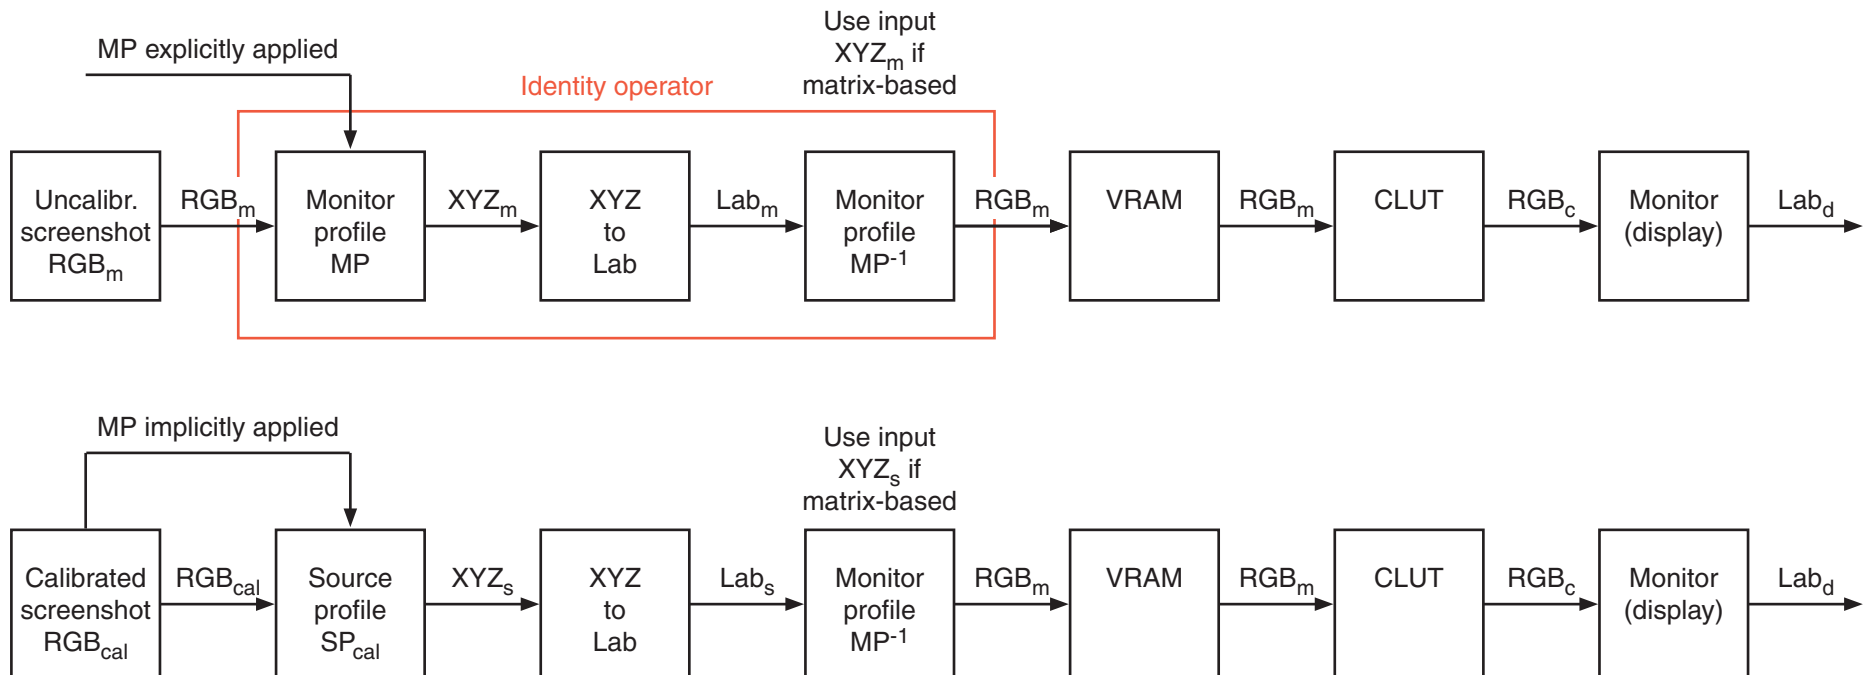 MP explicitly applied
Use input
XYZm if
matrix-based
Identity operator
Uncalibr.
screenshot
RGBm
RGBm
Monitor
profile
MP
XYZm
XYZ
to
Lab
Labm
Monitor
profile
MP-1
RGBm
VRAM
RGBm
CLUT
RGBc
Monitor
(display)
Labd
MP implicitly applied
Use input
XYZs if
matrix-based
Calibrated
screenshot
RGBcal
RGBcal
Source
profile
SPcal
XYZs
XYZ
to
Lab
Labs
Monitor
profile
MP-1
RGBm
VRAM
RGBm
CLUT
RGBc
Monitor
(display)
Labd